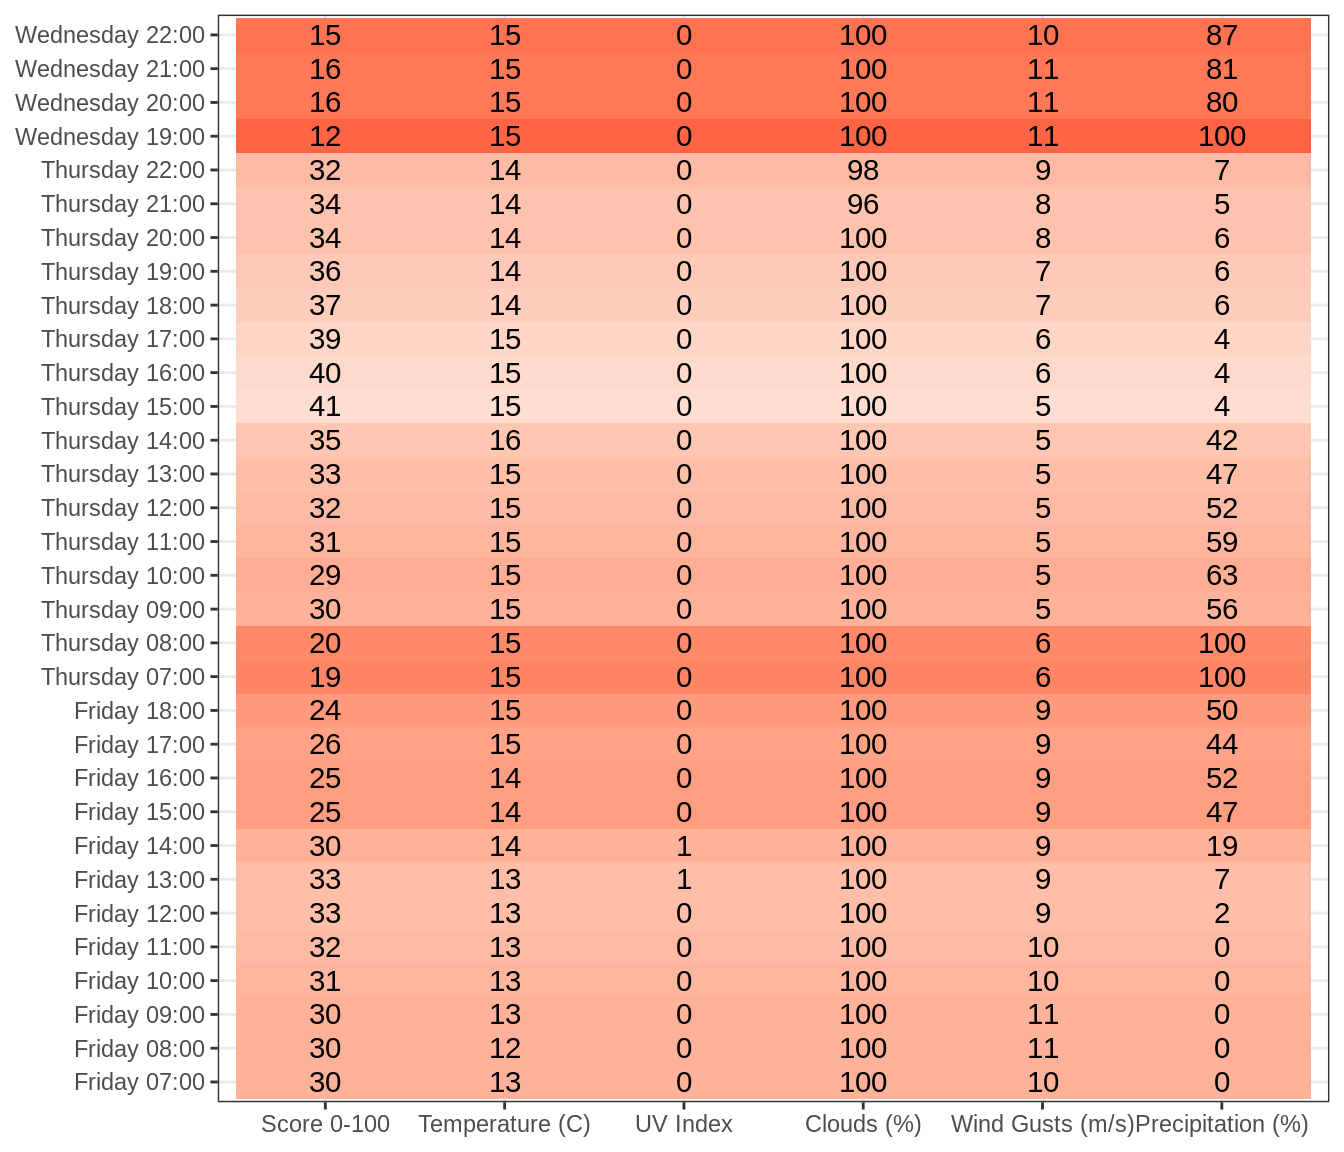 Wednesday 22:00 15 15 0 100 10 87
Wednesday 21:00 16 15 0 100 11 81
Wednesday 20:00 16 15 0 100 11 80
Wednesday 19:00 12 15 0 100 11 100
Thursday 22:00 32 14 0 98 9 7
Thursday 21:00 34 14 0 96 8 5
Thursday 20:00 34 14 0 100 8 6
Thursday 19:00 36 14 0 100 7 6
Thursday 18:00 37 14 0 100 7 6
Thursday 17:00 39 15 0 100 6 4
Thursday 16:00 40 15 0 100 6 4
Thursday 15:00 41 15 0 100 5 4
Thursday 14:00 35 16 0 100 5 42
Thursday 13:00 33 15 0 100 5 47
Thursday 12:00 32 15 0 100 5 52
Thursday 11:00 31 15 0 100 5 59
Thursday 10:00 29 15 0 100 5 63
Thursday 09:00 30 15 0 100 5 56
Thursday 08:00 20 15 0 100 6 100
Thursday 07:00 19 15 0 100 6 100
Friday 18:00 24 15 0 100 9 50
Friday 17:00 26 15 0 100 9 44
Friday 16:00 25 14 0 100 9 52
Friday 15:00 25 14 0 100 9 47
Friday 14:00 30 14 1 100 9 19
Friday 13:00 33 13 1 100 9 7
Friday 12:00 33 13 0 100 9 2
Friday 11:00 32 13 0 100 10 0
Friday 10:00 31 13 0 100 10 0
Friday 09:00 30 13 0 100 11 0
Friday 08:00 30 12 0 100 11 0
Friday 07:00 30 13 0 100 10 0
Score 0-100 Temperature (C) UV Index Clouds (%) Wind Gusts (m/s) Precipitation (%)